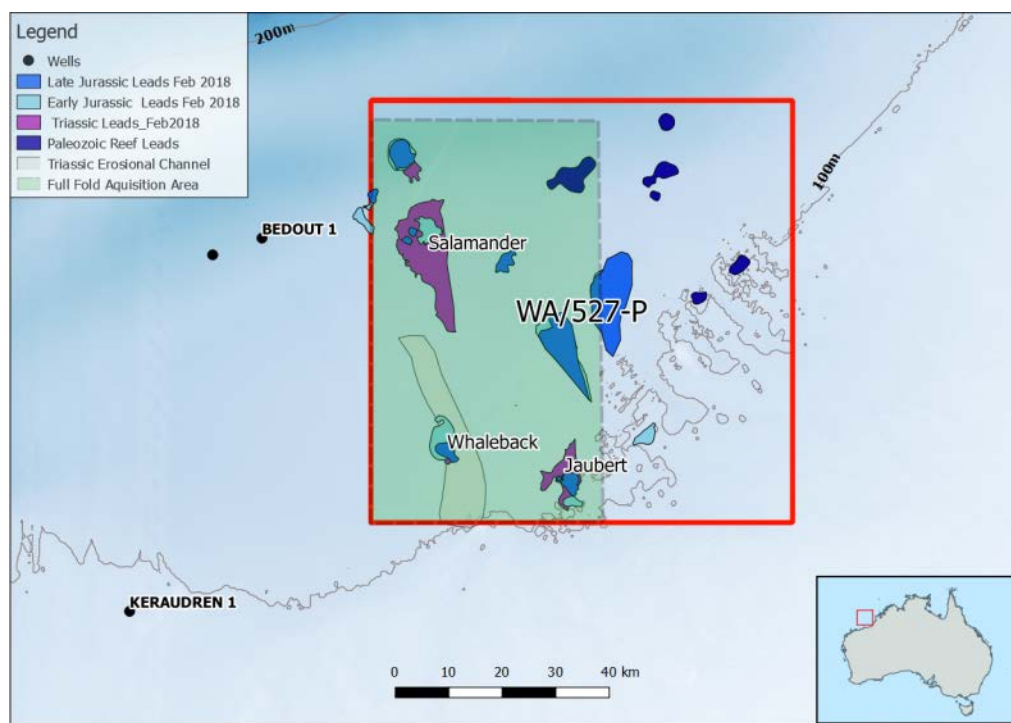 Legend
Wells
Late Jurassic Leads Feb 2018
Early Jurassic Leads Feb 2018
Triassic Leads_Feb2018
Paleozoic Reef Leads
Triassic Erosional Channel
Full Fold Aquisition Area
200m
100m
BEDOUT 1
Salamander
WA/527-P
Whaleback
Jaubert
KERAUDREN 1
0 10 20 30 40 km